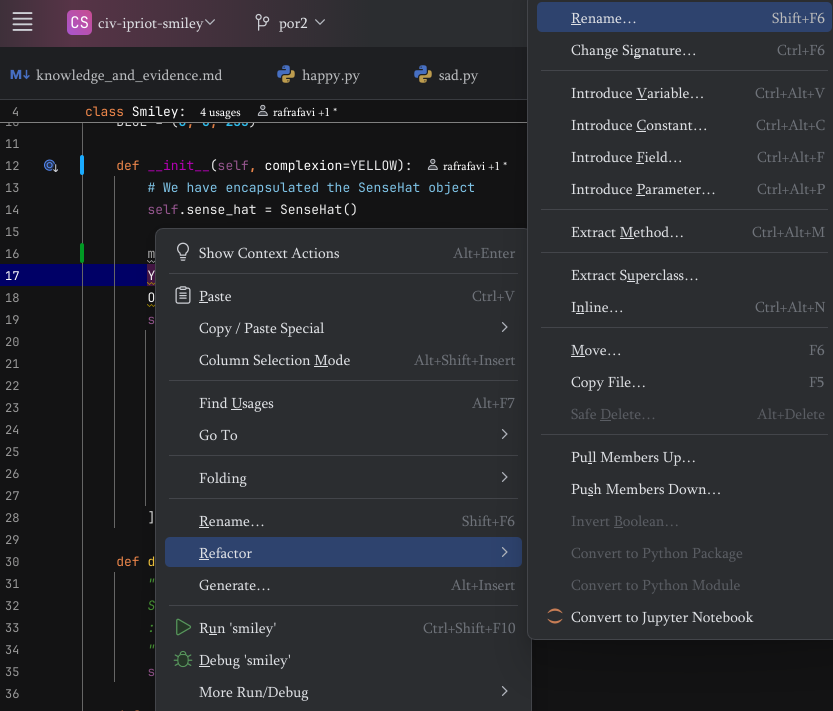 CS civ-ipriot-smiley por2
M↓ knowledge_and_evidence.md happy.py sad.py
4 class Smiley: 4 usages rafrafavi +1 *
11
12 def __init__(self, complexion=YELLOW): rafrafavi +1 *
13 # We have encapsulated the SenseHat object
14 self.sense_hat = SenseHat()
15
16 m
17 Y
18 O
19 s
20
21
22
23
24
25
26
27
28 ]
29
30 def d
31 "
32 S
33 :
34 "
35 s
36
Show Context Actions Alt+Enter
Paste Ctrl+V
Copy / Paste Special
Column Selection Mode Alt+Shift+Insert
Find Usages Alt+F7
Go To
Folding
Rename… Shift+F6
Refactor
Generate… Alt+Insert
Run 'smiley' Ctrl+Shift+F10
Debug 'smiley'
More Run/Debug
Rename… Shift+F6
Change Signature… Ctrl+F6
Introduce Variable… Ctrl+Alt+V
Introduce Constant… Ctrl+Alt+C
Introduce Field… Ctrl+Alt+F
Introduce Parameter… Ctrl+Alt+P
Extract Method… Ctrl+Alt+M
Extract Superclass…
Inline… Ctrl+Alt+N
Move… F6
Copy File… F5
Safe Delete… Alt+Delete
Pull Members Up…
Push Members Down…
Invert Boolean…
Convert to Python Package
Convert to Python Module
Convert to Jupyter Notebook